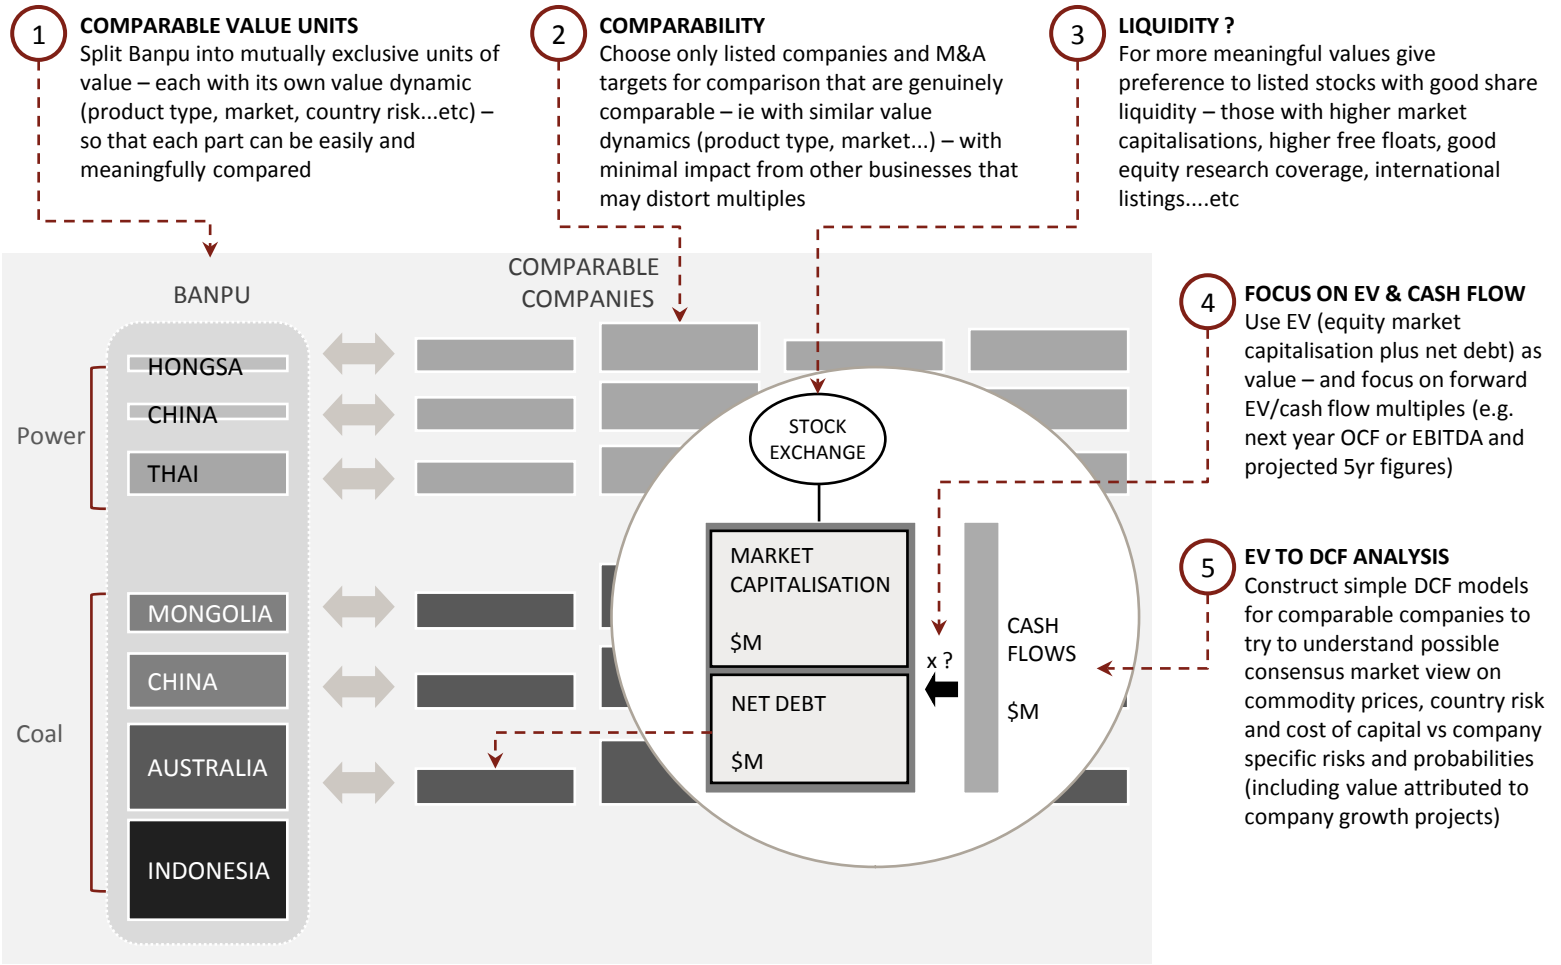 1
COMPARABLE VALUE UNITS
Split Banpu into mutually exclusive units of
value – each with its own value dynamic
(product type, market, country risk...etc) –
so that each part can be easily and
meaningfully compared
2
COMPARABILITY
Choose only listed companies and M&A
targets for comparison that are genuinely
comparable – ie with similar value
dynamics (product type, market...) – with
minimal impact from other businesses that
may distort multiples
3
LIQUIDITY ?
For more meaningful values give
preference to listed stocks with good share
liquidity – those with higher market
capitalisations, higher free floats, good
equity research coverage, international
listings....etc
4
FOCUS ON EV & CASH FLOW
Use EV (equity market
capitalisation plus net debt) as
value – and focus on forward
EV/cash flow multiples (e.g.
next year OCF or EBITDA and
projected 5yr figures)
5
EV TO DCF ANALYSIS
Construct simple DCF models
for comparable companies to
try to understand possible
consensus market view on
commodity prices, country risk
and cost of capital vs company
specific risks and probabilities
(including value attributed to
company growth projects)
BANPU
COMPARABLE
COMPANIES
Power
HONGSA
CHINA
THAI
Coal
MONGOLIA
CHINA
AUSTRALIA
INDONESIA
STOCK
EXCHANGE
MARKET
CAPITALISATION
$M
NET DEBT
$M
x ?
CASH
FLOWS
$M